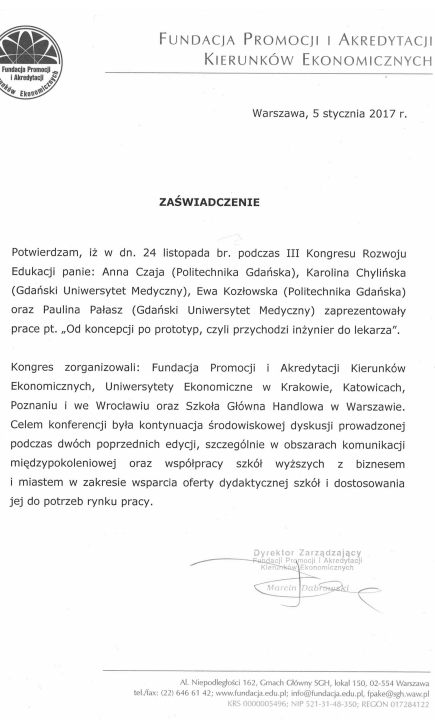 FUNDACJA PROMOCJI I AKREDYTACJI
KIERUNKÓW EKONOMICZNYCH
Fundacja Promocji
i Akredytacji
Kierunków Ekonomicznych
Warszawa, 5 stycznia 2017 r.
ZAŚWIADCZENIE
Potwierdzam, iż w dn. 24 listopada br. podczas III Kongresu Rozwoju
Edukacji panie: Anna Czaja (Politechnika Gdańska), Karolina Chylińska
(Gdański Uniwersytet Medyczny), Ewa Kozłowska (Politechnika Gdańska)
oraz Paulina Pałasz (Gdański Uniwersytet Medyczny) zaprezentowały
prace pt. „Od koncepcji po prototyp, czyli przychodzi inżynier do lekarza”.
Kongres zorganizowali: Fundacja Promocji i Akredytacji Kierunków
Ekonomicznych, Uniwersytety Ekonomiczne w Krakowie, Katowicach,
Poznaniu i we Wrocławiu oraz Szkoła Główna Handlowa w Warszawie.
Celem konferencji była kontynuacja środowiskowej dyskusji prowadzonej
podczas dwóch poprzednich edycji, szczególnie w obszarach komunikacji
międzypokoleniowej oraz współpracy szkół wyższych z biznesem
i miastem w zakresie wsparcia oferty dydaktycznej szkół i dostosowania
jej do potrzeb rynku pracy.
Dyrektor Zarządzający
Fundacji Promocji i Akredytacji
Kierunków Ekonomicznych
Marcin Dąbrowski
Al. Niepodległości 162, Gmach Główny SGH, lokal 150, 02-554 Warszawa
tel./fax: (22) 646 61 42; www.fundacja.edu.pl; info@fundacja.edu.pl, fpake@sgh.waw.pl
KRS 0000005496; NIP 521-31-48-350; REGON 017284122